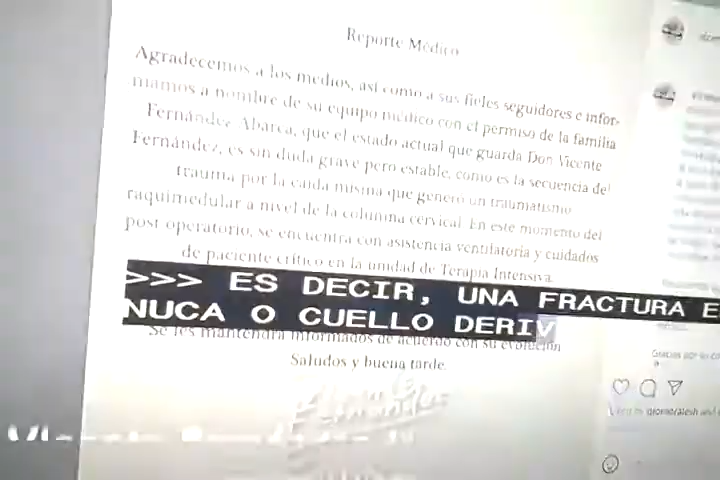 Reporte Médico
Agradecemos a los medios, así como a sus fieles seguidores e infor-
mamos a nombre de su equipo médico con el permiso de la familia
Fernández Abarca, que el estado actual que guarda Don Vicente
Fernández, es sin duda grave pero estable, como es la secuencia del
trauma por la caída misma que generó un traumatismo
raquimedular a nivel de la columna cervical. En este momento del
post operatorio, se encuentra con asistencia ventilatoria y cuidados
de paciente crítico en la unidad de Terapia Intensiva.
>>> ES DECIR, UNA FRACTURA E
NUCA O CUELLO DERIV
Se les mantendrá informados de acuerdo con su evolución
Saludos y buena tarde.
Gracias por su